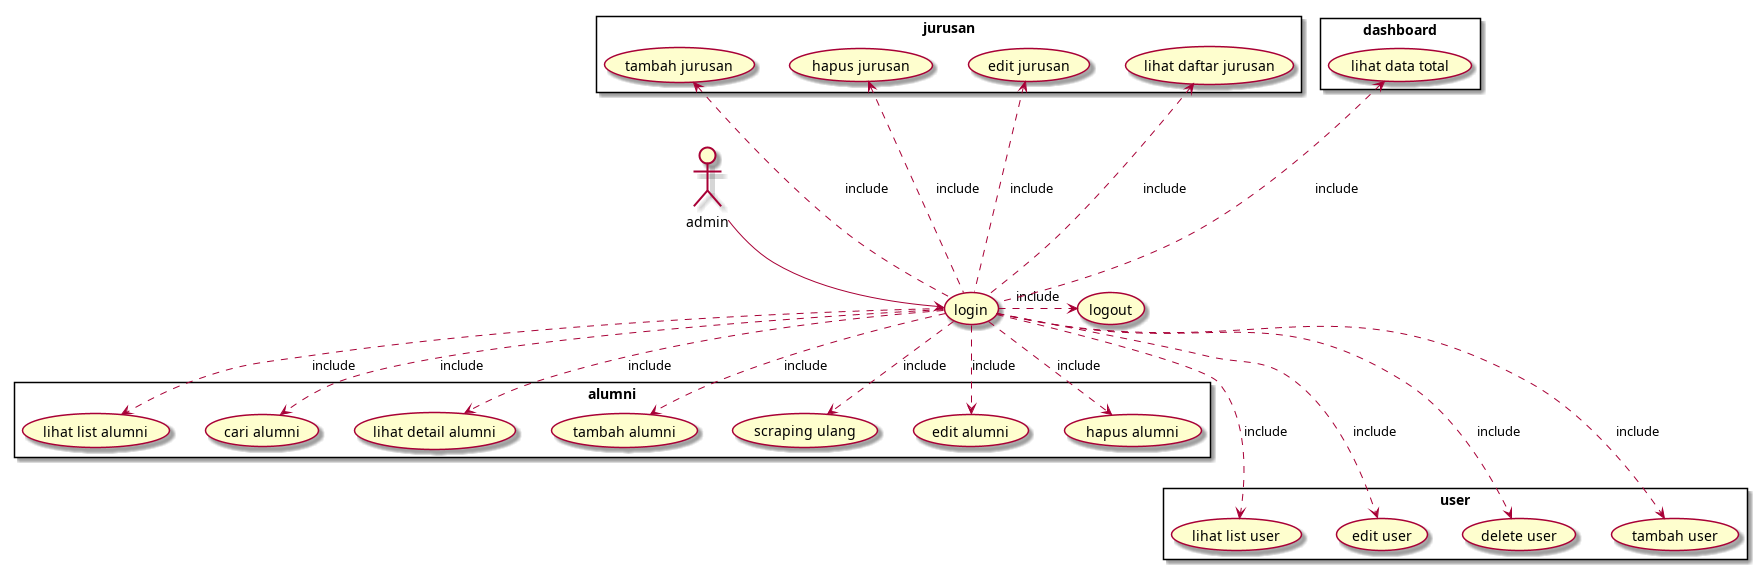 jurusan
dashboard
tambah jurusan
hapus jurusan
edit jurusan
lihat daftar jurusan
lihat data total
include
include
include
include
include
admin
include
login
logout
include
include
include
include
include
include
include
alumni
lihat list alumni
cari alumni
lihat detail alumni
tambah alumni
scraping ulang
edit alumni
hapus alumni
include
include
include
include
user
lihat list user
edit user
delete user
tambah user